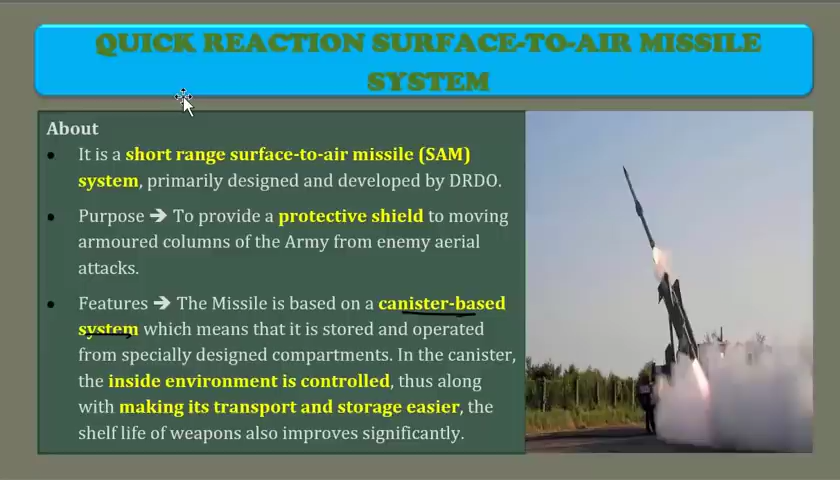 QUICK REACTION SURFACE-TO-AIR MISSILE
SYSTEM
About
● It is a short range surface-to-air missile (SAM)
system, primarily designed and developed by DRDO.
● Purpose ➔ To provide a protective shield to moving
armoured columns of the Army from enemy aerial
attacks.
● Features ➔ The Missile is based on a canister-based
system which means that it is stored and operated
from specially designed compartments. In the canister,
the inside environment is controlled, thus along
with making its transport and storage easier, the
shelf life of weapons also improves significantly.